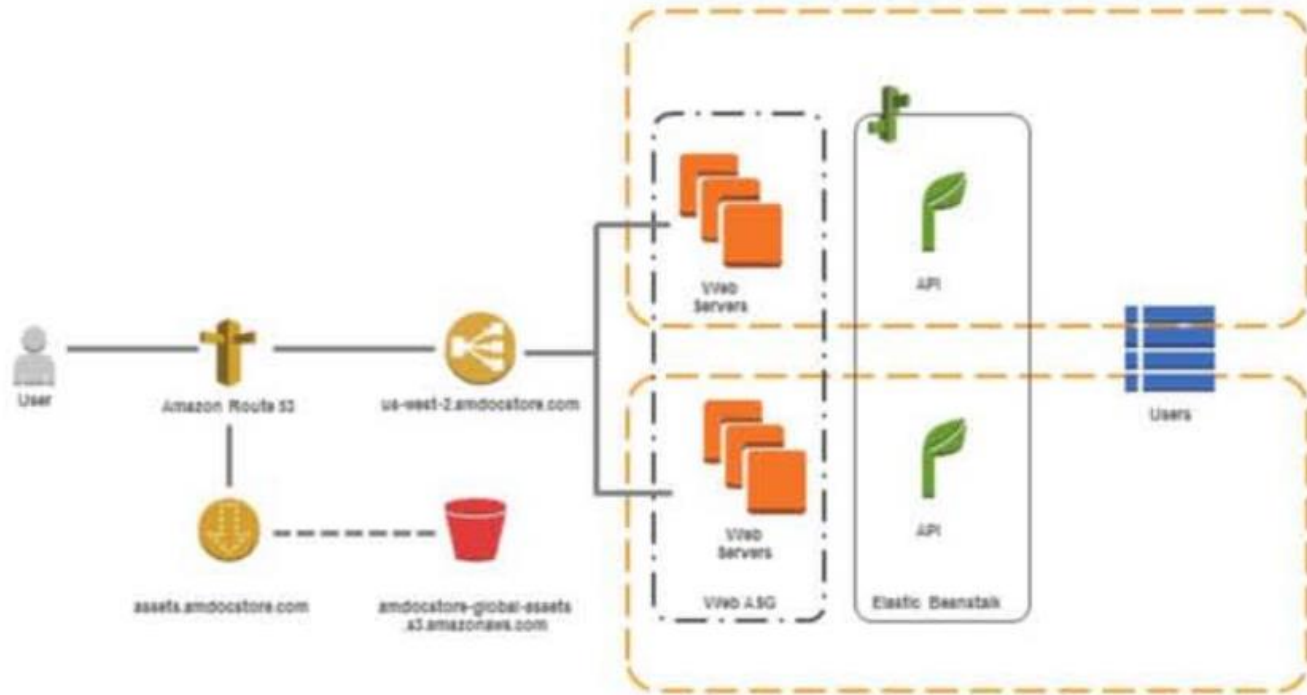 Web
Servers
API
User
Amazon Route 53
us-west-2.amdocstore.com
Users
Web
Servers
API
assets.amdocstore.com
amdocstore-global-assets
.s3.amazonaws.com
Web ASG
Elastic Beanstalk